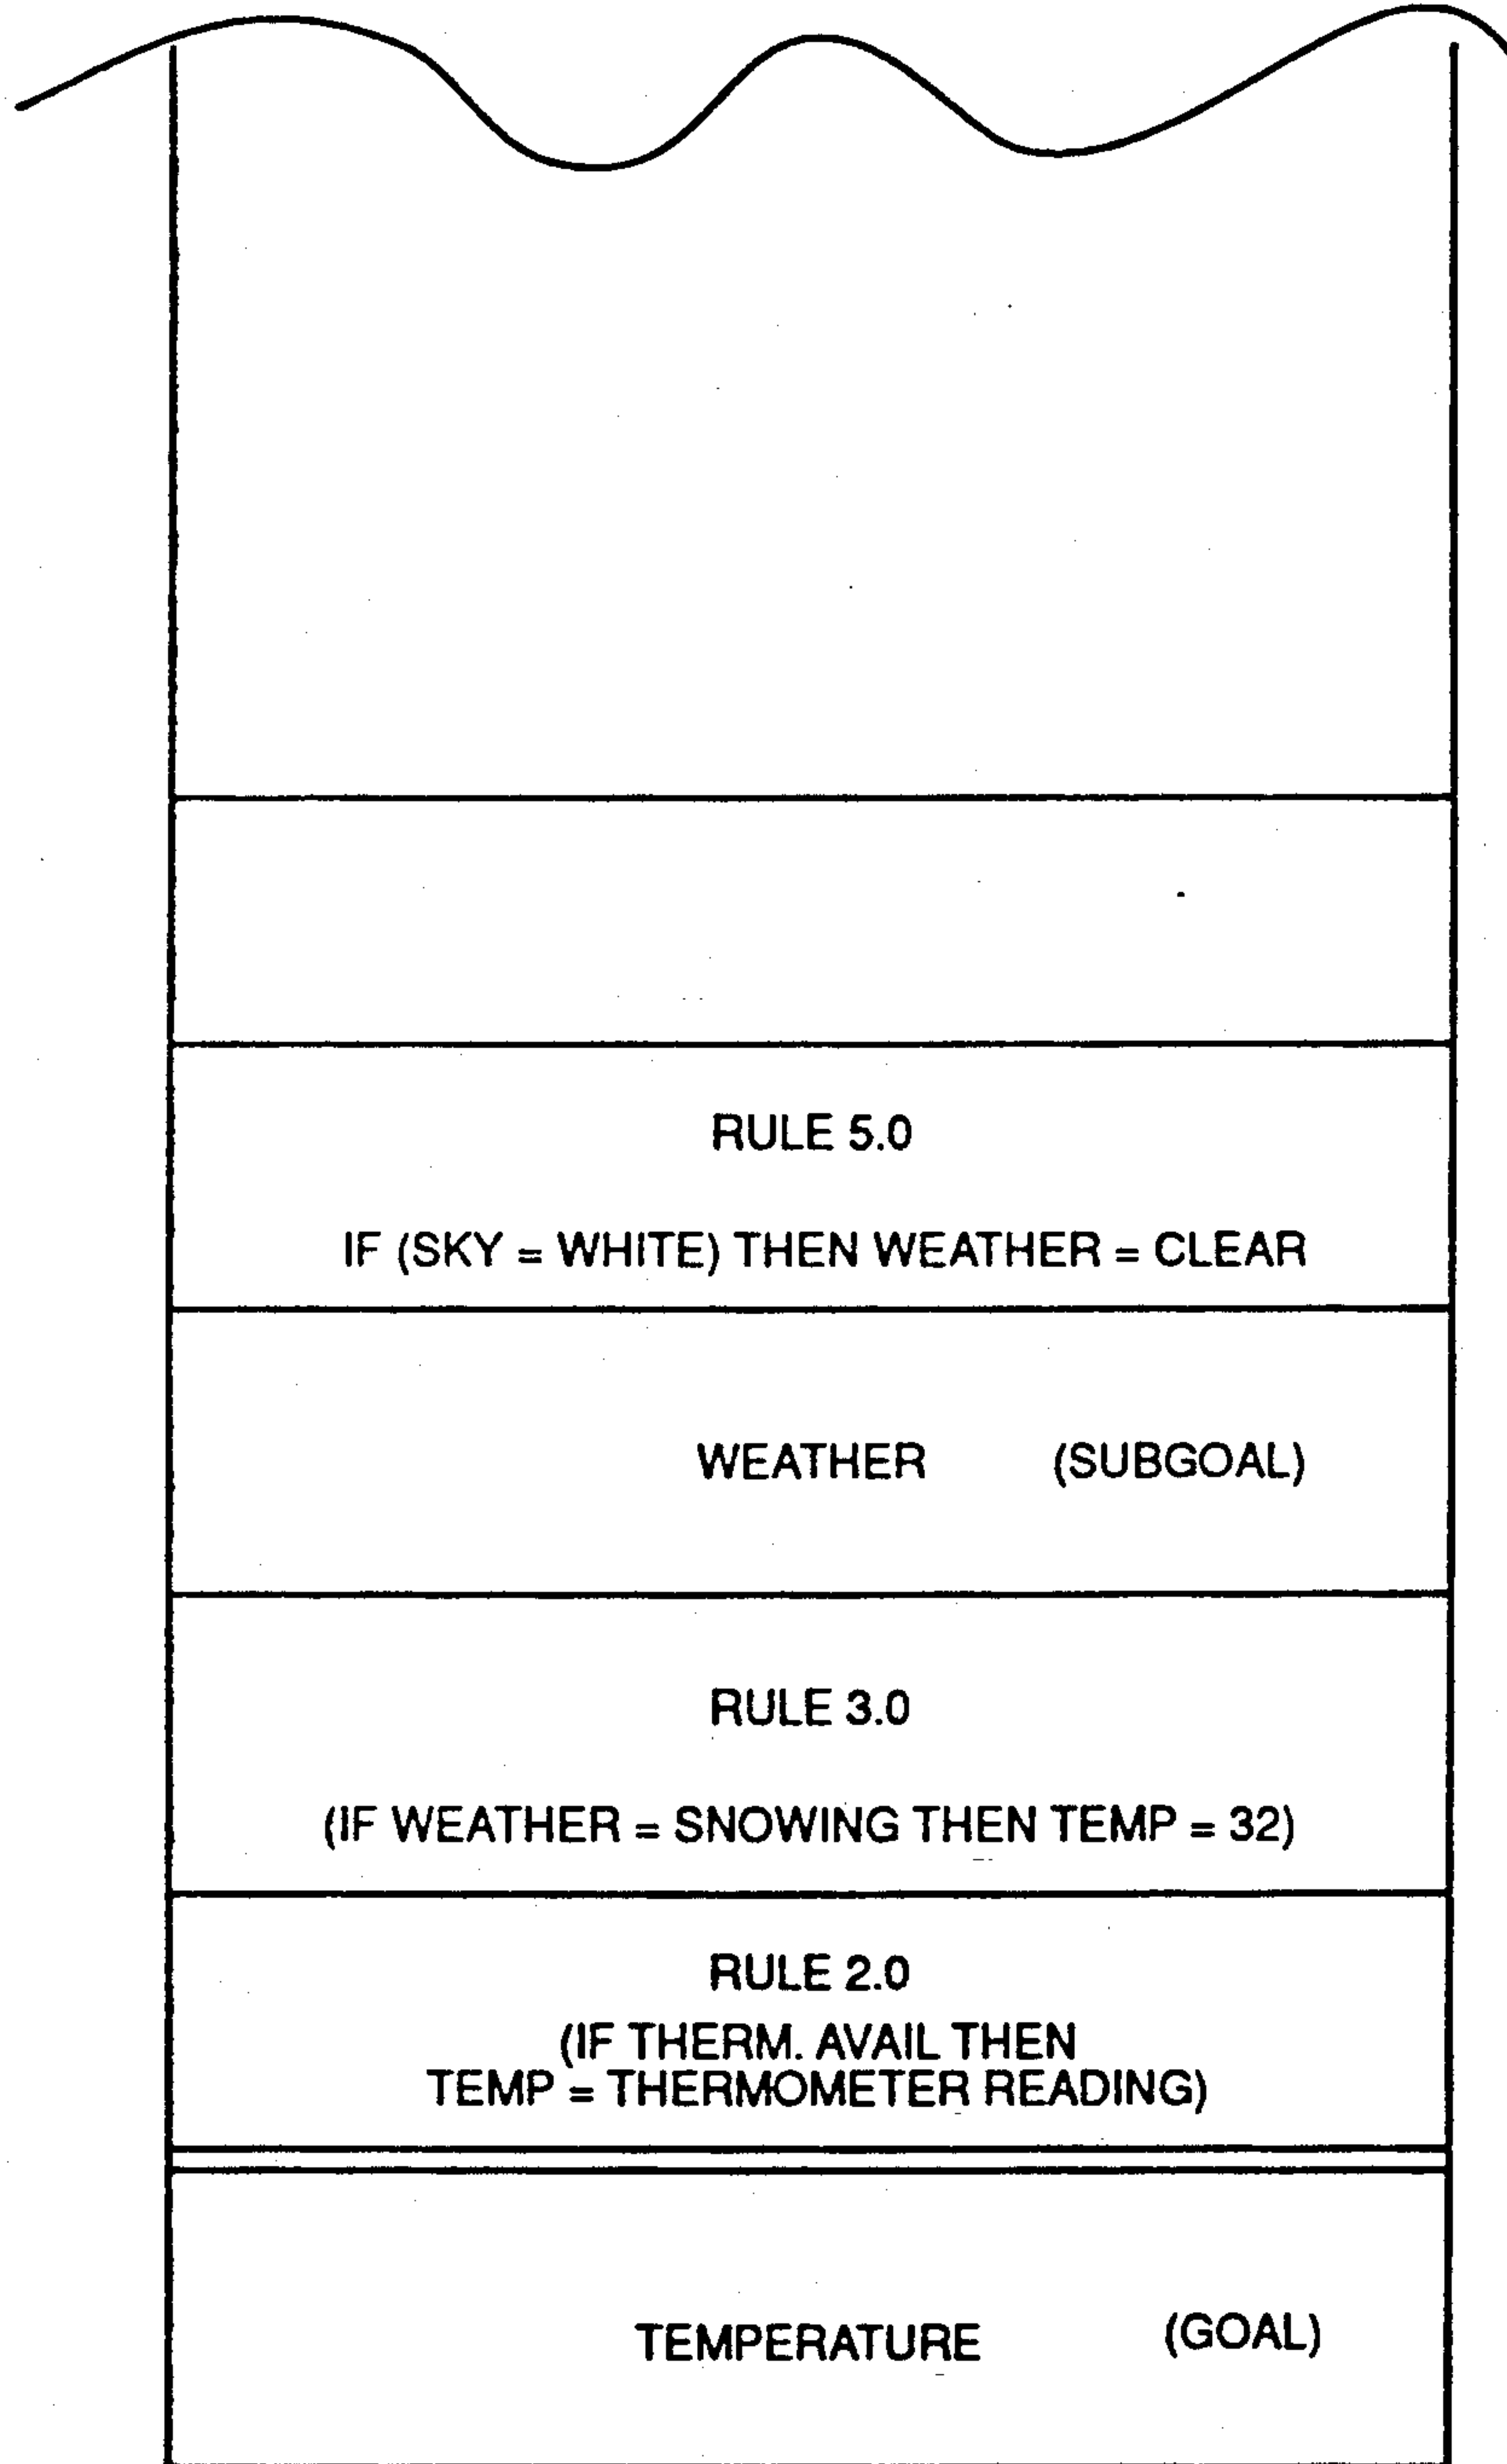 RULE 5.0
IF (SKY = WHITE) THEN WEATHER = CLEAR
WEATHER (SUBGOAL)
RULE 3.0
(IF WEATHER = SNOWING THEN TEMP = 32)
RULE 2.0
(IF THERM. AVAIL THEN
TEMP = THERMOMETER READING)
TEMPERATURE (GOAL)